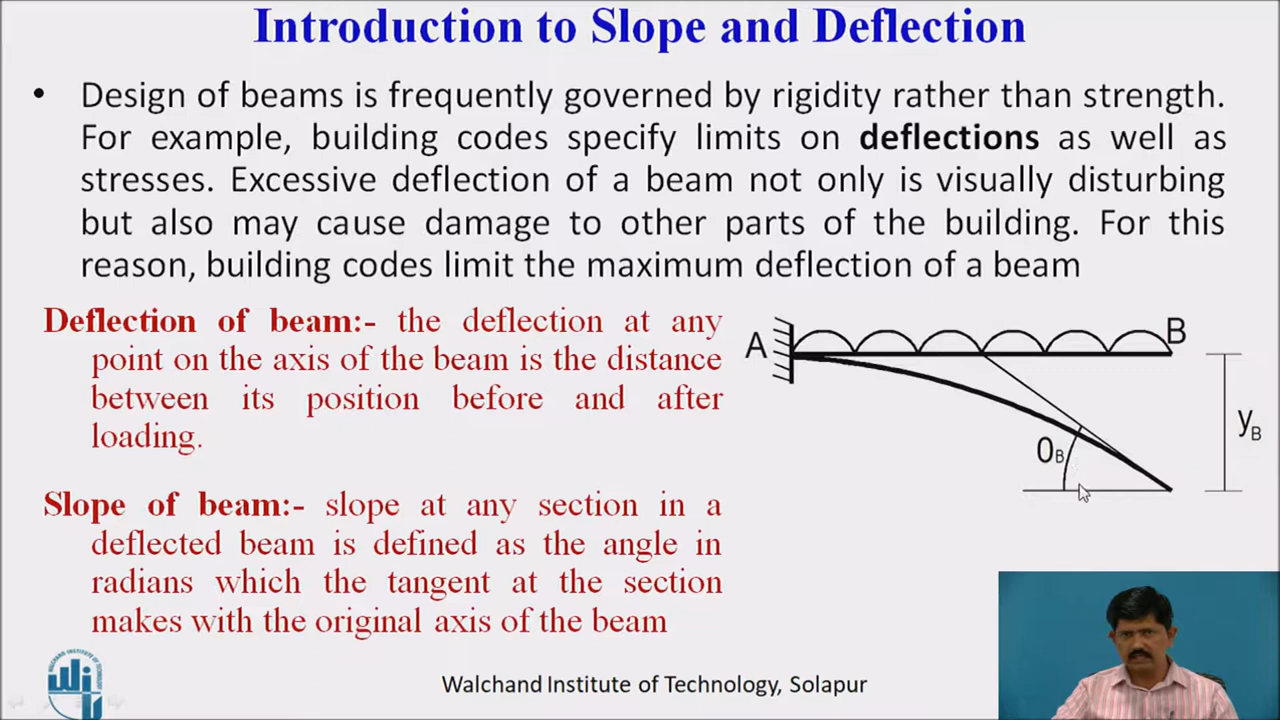 Introduction to Slope and Deflection
• Design of beams is frequently governed by rigidity rather than strength.
For example, building codes specify limits on deflections as well as
stresses. Excessive deflection of a beam not only is visually disturbing
but also may cause damage to other parts of the building. For this
reason, building codes limit the maximum deflection of a beam
Deflection of beam:- the deflection at any
point on the axis of the beam is the distance
between its position before and after
loading.
Slope of beam:- slope at any section in a
deflected beam is defined as the angle in
radians which the tangent at the section
makes with the original axis of the beam
A
B
0B
yB
WALCHAND INSTITUTE OF TECHNOLOGY
Walchand Institute of Technology, Solapur